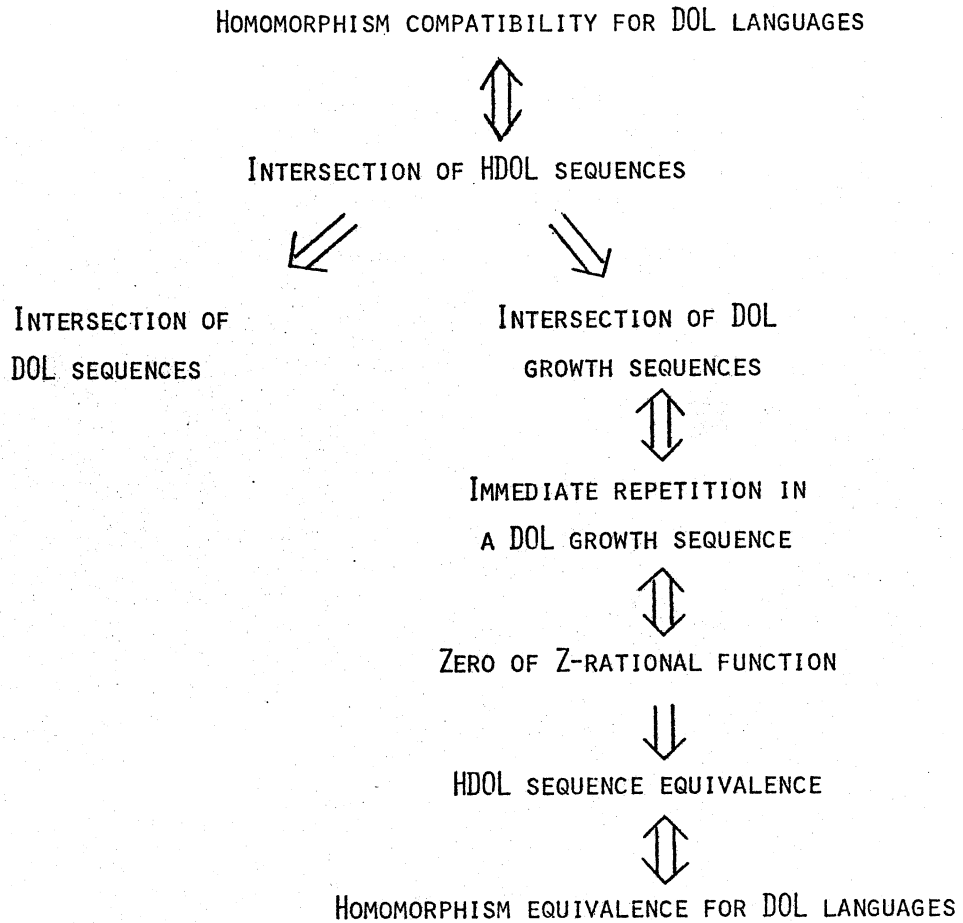 HOMOMORPHISM COMPATIBILITY FOR DOL LANGUAGES
INTERSECTION OF HDOL SEQUENCES
INTERSECTION OF
DOL SEQUENCES
INTERSECTION OF DOL
GROWTH SEQUENCES
IMMEDIATE REPETITION IN
A DOL GROWTH SEQUENCE
ZERO OF Z-RATIONAL FUNCTION
HDOL SEQUENCE EQUIVALENCE
HOMOMORPHISM EQUIVALENCE FOR DOL LANGUAGES